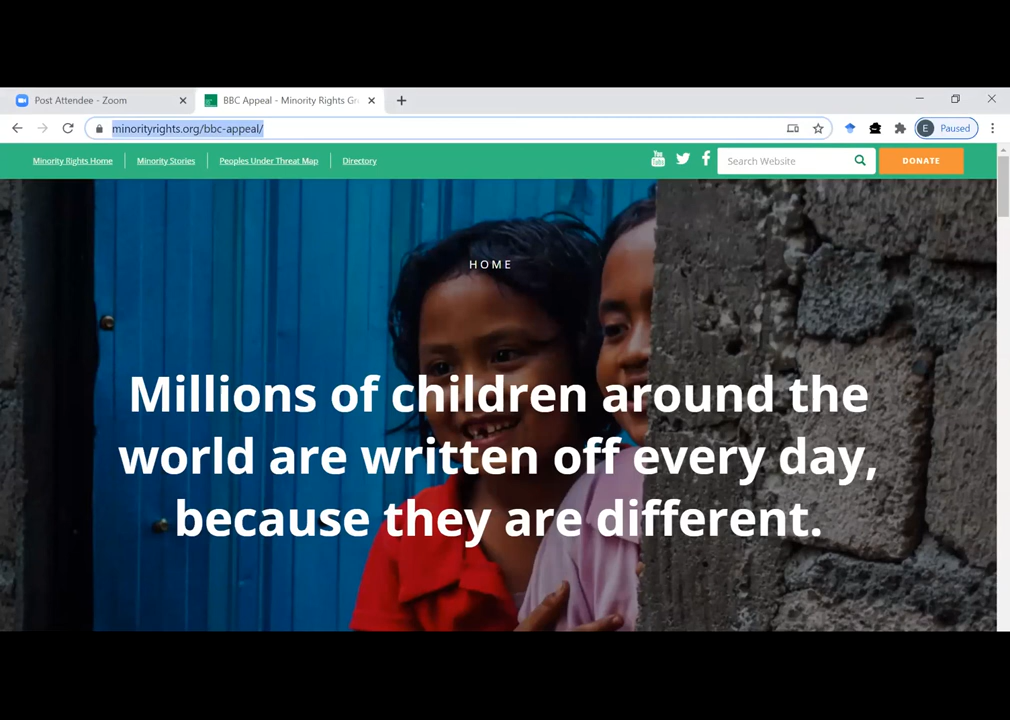 Post Attendee - Zoom
BBC Appeal - Minority Rights Gr
minorityrights.org/bbc-appeal/
E Paused
Minority Rights Home
Minority Stories
Peoples Under Threat Map
Directory
You Tube
Search Website
DONATE
HOME
Millions of children around the
world are written off every day,
because they are different.